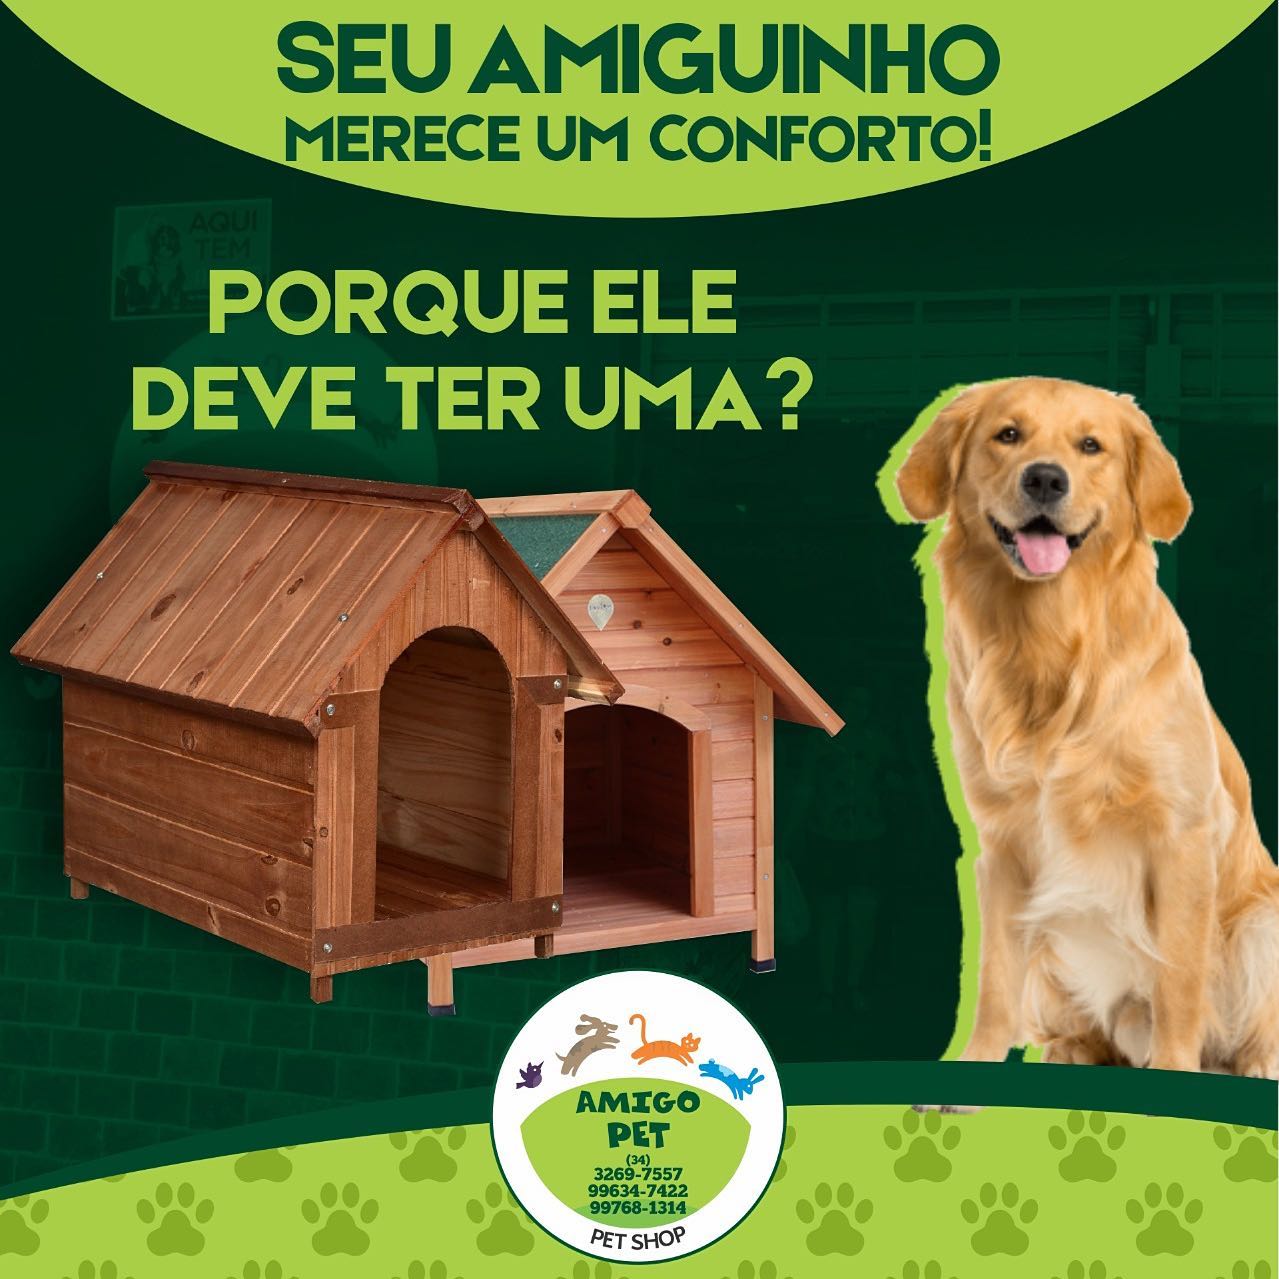 SEU AMIGUINHO
MERECE UM CONFORTO!
AQUI
TEM
PORQUE ELE
DEVE TER UMA?
AMIGO
PET
(34)
3269-7557
99634-7422
99768-1314
PET SHOP